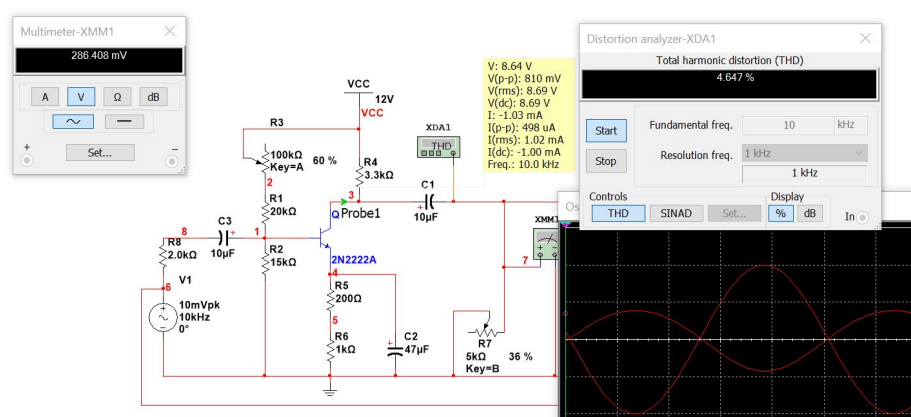 Multimeter-XMM1
286.408 mV
A
V
Ω
dB
+
Set...
−
Distortion analyzer-XDA1
Total harmonic distortion (THD)
4.647 %
Start
Stop
Fundamental freq.
10
kHz
Resolution freq.
1 kHz
1 kHz
Controls
THD
SINAD
Set...
Display
%
dB
In
V: 8.64 V
V(p-p): 810 mV
V(rms): 8.69 V
V(dc): 8.69 V
I: -1.03 mA
I(p-p): 498 uA
I(rms): 1.02 mA
I(dc): -1.00 mA
Freq.: 10.0 kHz
VCC
12V
VCC
R3
100kΩ
Key=A
60 %
2
R4
3.3kΩ
XDA1
THD
3
C1
10µF
R1
20kΩ
Probe1
Q
C3
10µF
8
1
R8
2.0kΩ
R2
15kΩ
2N2222A
4
XMM1
7
V1
6
10mVpk
10kHz
0°
R5
200Ω
5
R6
1kΩ
C2
47µF
R7
5kΩ
Key=B
36 %
Os